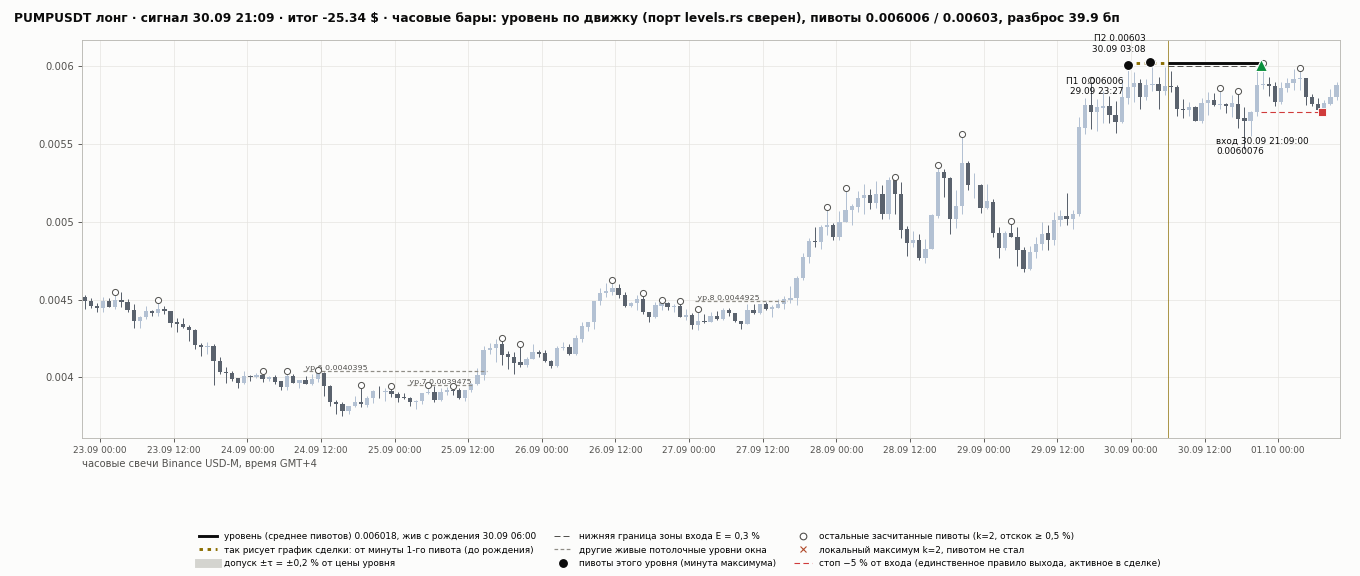 PUMPUSDT лонг · сигнал 30.09 21:09 · итог -25.34 $ · часовые бары: уровень по движку (порт levels.rs сверен), пивоты 0.006006 / 0.00603, разброс 39.9 бп
П2 0.00603
30.09 03:08
П1 0.006006
29.09 23:27
вход 30.09 21:09:00
0.0060076
ур.8 0.0044925
0.0040395
ур.7 0.0039475
0.006
0.0055
0.005
0.0045
0.004
23.09 00:00 23.09 12:00 24.09 00:00 24.09 12:00 25.09 00:00 25.09 12:00 26.09 00:00 26.09 12:00 27.09 00:00 27.09 12:00 28.09 00:00 28.09 12:00 29.09 00:00 29.09 12:00 30.09 00:00 30.09 12:00 01.10 00:00
часовые свечи Binance USD-M, время GMT+4
уровень (среднее пивотов) 0.006018, жив с рождения 30.09 06:00
так рисует график сделки: от минуты 1-го пивота (до рождения)
допуск ±τ = ±0,2 % от цены уровня
нижняя граница зоны входа E = 0,3 %
другие живые потолочные уровни окна
пивоты этого уровня (минута максимума)
остальные засчитанные пивоты (k=2, отскок ≥ 0,5 %)
локальный максимум k=2, пивотом не стал
стоп −5 % от входа (единственное правило выхода, активное в сделке)